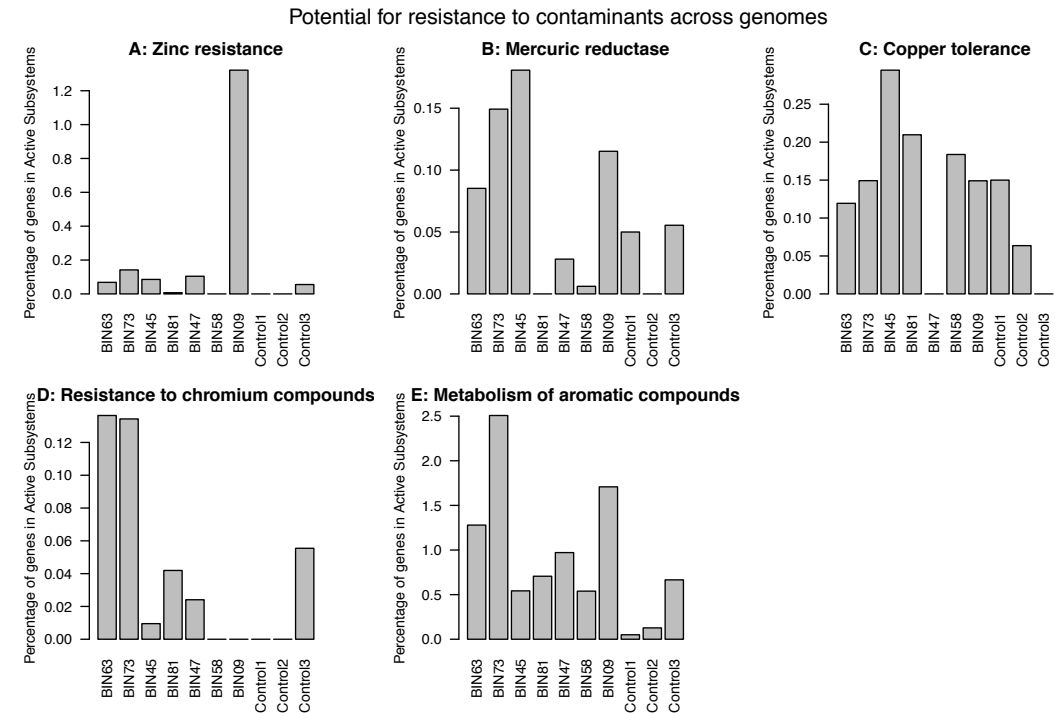 Potential for resistance to contaminants across genomes
A: Zinc resistance
Percentage of genes in Active Subsystems
1.2
1.0
0.8
0.6
0.4
0.2
0.0
BIN63
BIN73
BIN45
BIN81
BIN47
BIN58
BIN09
Control1
Control2
Control3
B: Mercuric reductase
Percentage of genes in Active Subsystems
0.15
0.10
0.05
0.00
BIN63
BIN73
BIN45
BIN81
BIN47
BIN58
BIN09
Control1
Control2
Control3
C: Copper tolerance
Percentage of genes in Active Subsystems
0.25
0.20
0.15
0.10
0.05
0.00
BIN63
BIN73
BIN45
BIN81
BIN47
BIN58
BIN09
Control1
Control2
Control3
D: Resistance to chromium compounds
Percentage of genes in Active Subsystems
0.12
0.10
0.08
0.06
0.04
0.02
0.00
BIN63
BIN73
BIN45
BIN81
BIN47
BIN58
BIN09
Control1
Control2
Control3
E: Metabolism of aromatic compounds
Percentage of genes in Active Subsystems
2.5
2.0
1.5
1.0
0.5
0.0
BIN63
BIN73
BIN45
BIN81
BIN47
BIN58
BIN09
Control1
Control2
Control3